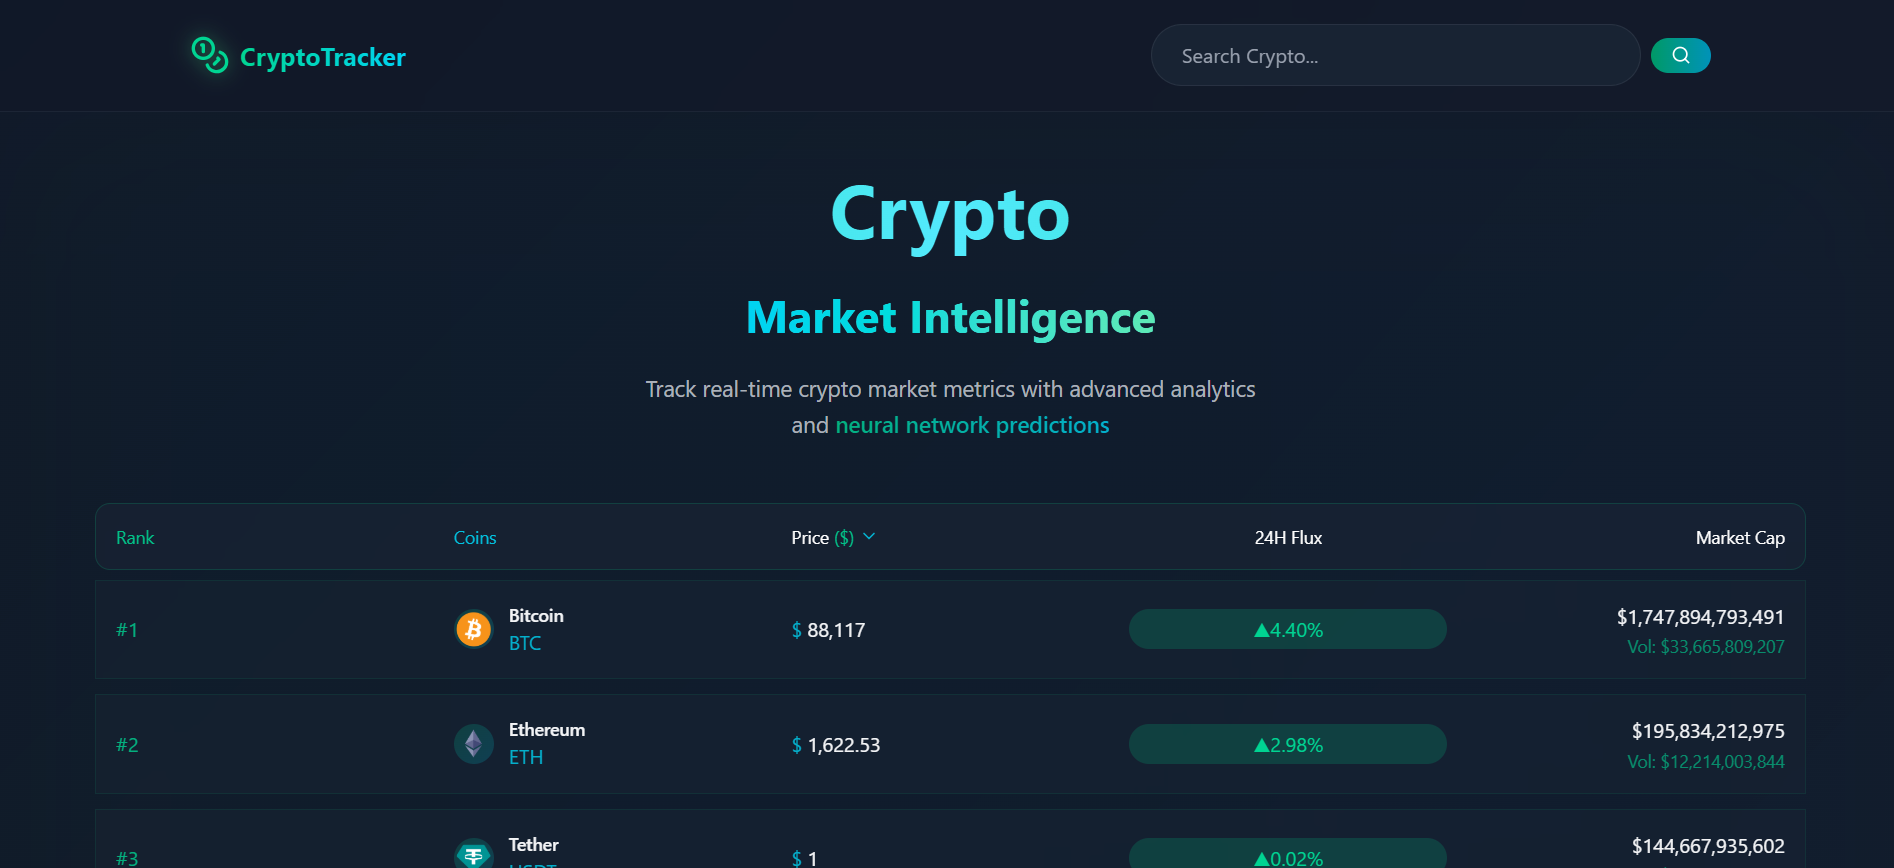 CryptoTracker
Search Crypto...
Crypto
Market Intelligence
Track real-time crypto market metrics with advanced analytics
and neural network predictions
Rank Coins Price ($) 24H Flux Market Cap
#1 Bitcoin BTC $ 88,117 ▲4.40% $1,747,894,793,491
Vol: $33,665,809,207
#2 Ethereum ETH $ 1,622.53 ▲2.98% $195,834,212,975
Vol: $12,214,003,844
#3 Tether USDT $ 1 ▲0.02% $144,667,935,602